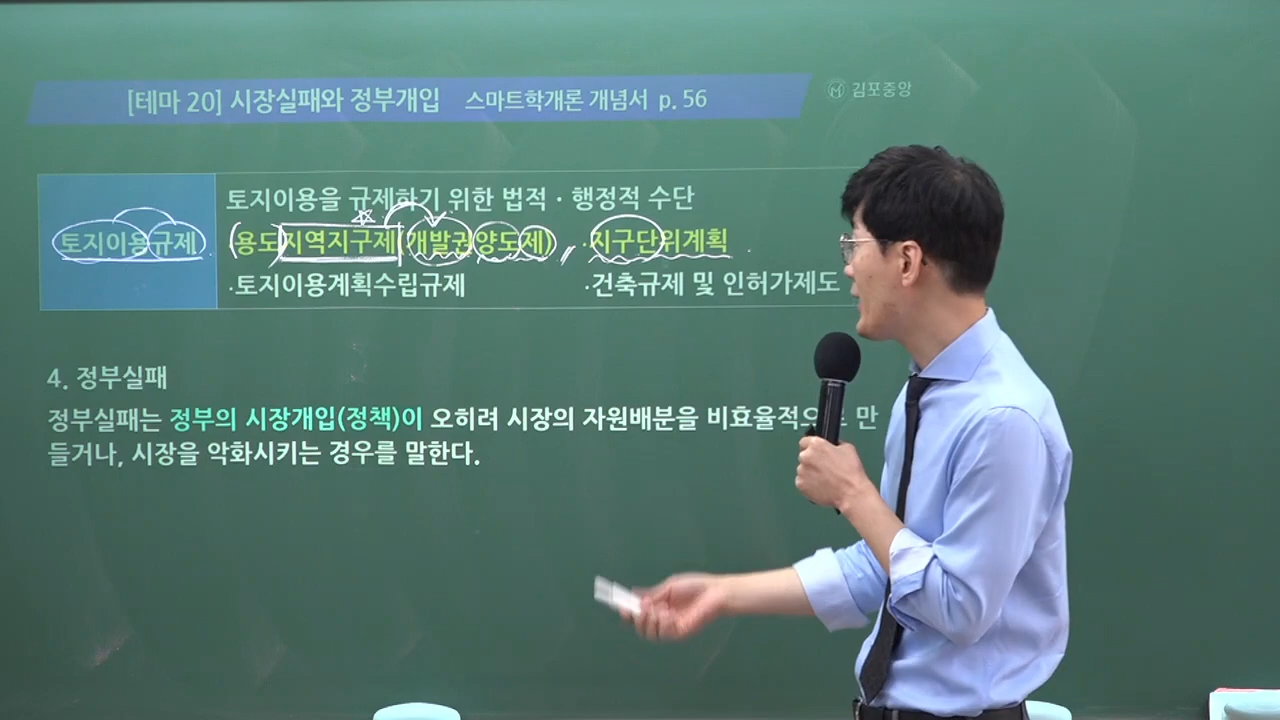 [테마 20] 시장실패와 정부개입 스마트학개론 개념서 p. 56
김포중앙
토지이용을 규제하기 위한 법적 · 행정적 수단
토지이용규제
용도지역지구제(개발권양도제) · 지구단위계획
·토지이용계획수립규제 ·건축규제 및 인허가제도
4. 정부실패
정부실패는 정부의 시장개입(정책)이 오히려 시장의 자원배분을 비효율적으로 만
들거나, 시장을 악화시키는 경우를 말한다.